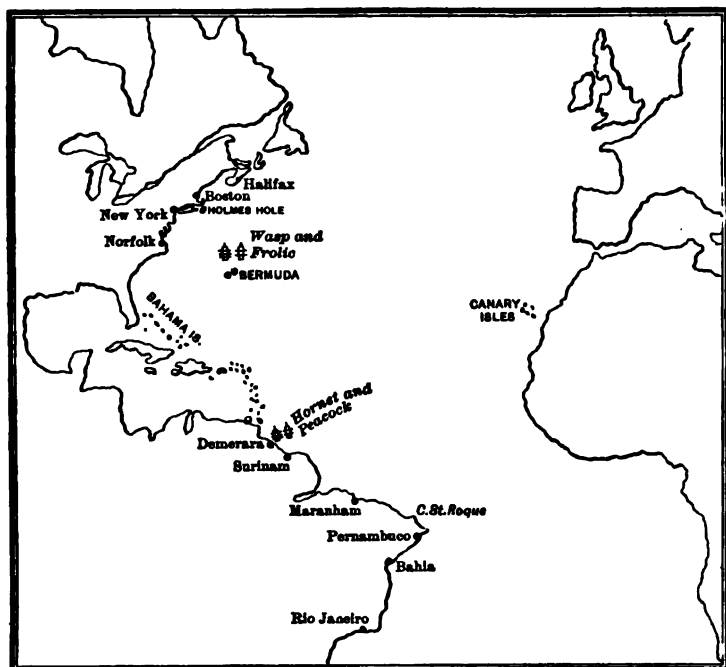 Halifax
Boston
New York
HOLMES HOLE
Norfolk
Wasp and
Frolic
BERMUDA
BAHAMA IS.
CANARY
ISLES
Hornet and
Peacock
Demerara
Surinam
Maranham
C. St. Roque
Pernambuco
Bahia
Rio Janeiro